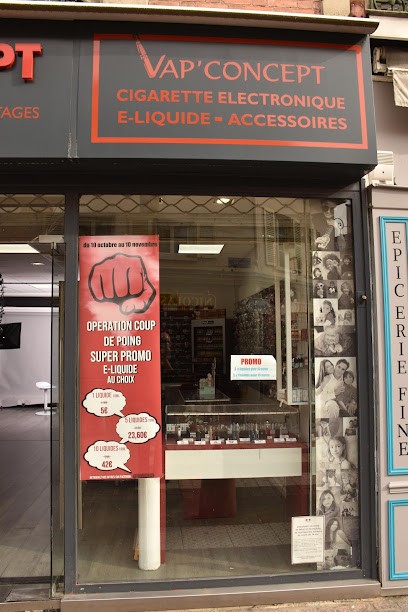 PT
TAGES
VAP'CONCEPT
CIGARETTE ELECTRONIQUE
E-LIQUIDE - ACCESSOIRES
du 10 octobre au 10 novembre
OPERATION COUP
DE POING
SUPER PROMO
E-LIQUIDE
AU CHOIX
1 LIQUIDE
5€
5 LIQUIDES
23,60€
10 LIQUIDES
42€
PROMO
EPICERIE FINE